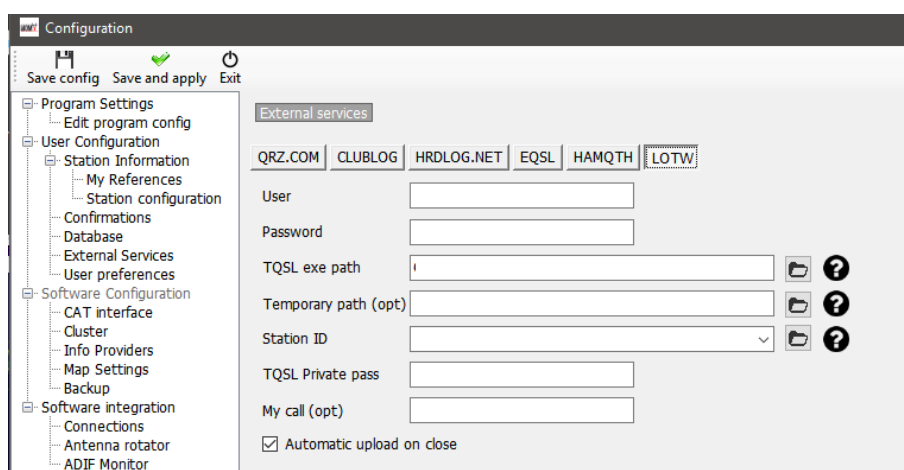 Configuration
Save config Save and apply Exit
Program Settings
Edit program config
User Configuration
Station Information
My References
Station configuration
Confirmations
Database
External Services
User preferences
Software Configuration
CAT interface
Cluster
Info Providers
Map Settings
Backup
Software integration
Connections
Antenna rotator
ADIF Monitor
External services
QRZ.COM CLUBLOG HRDLOG.NET EQSL HAMQTH LOTW
User
Password
TQSL exe path
Temporary path (opt)
Station ID
TQSL Private pass
My call (opt)
Automatic upload on close